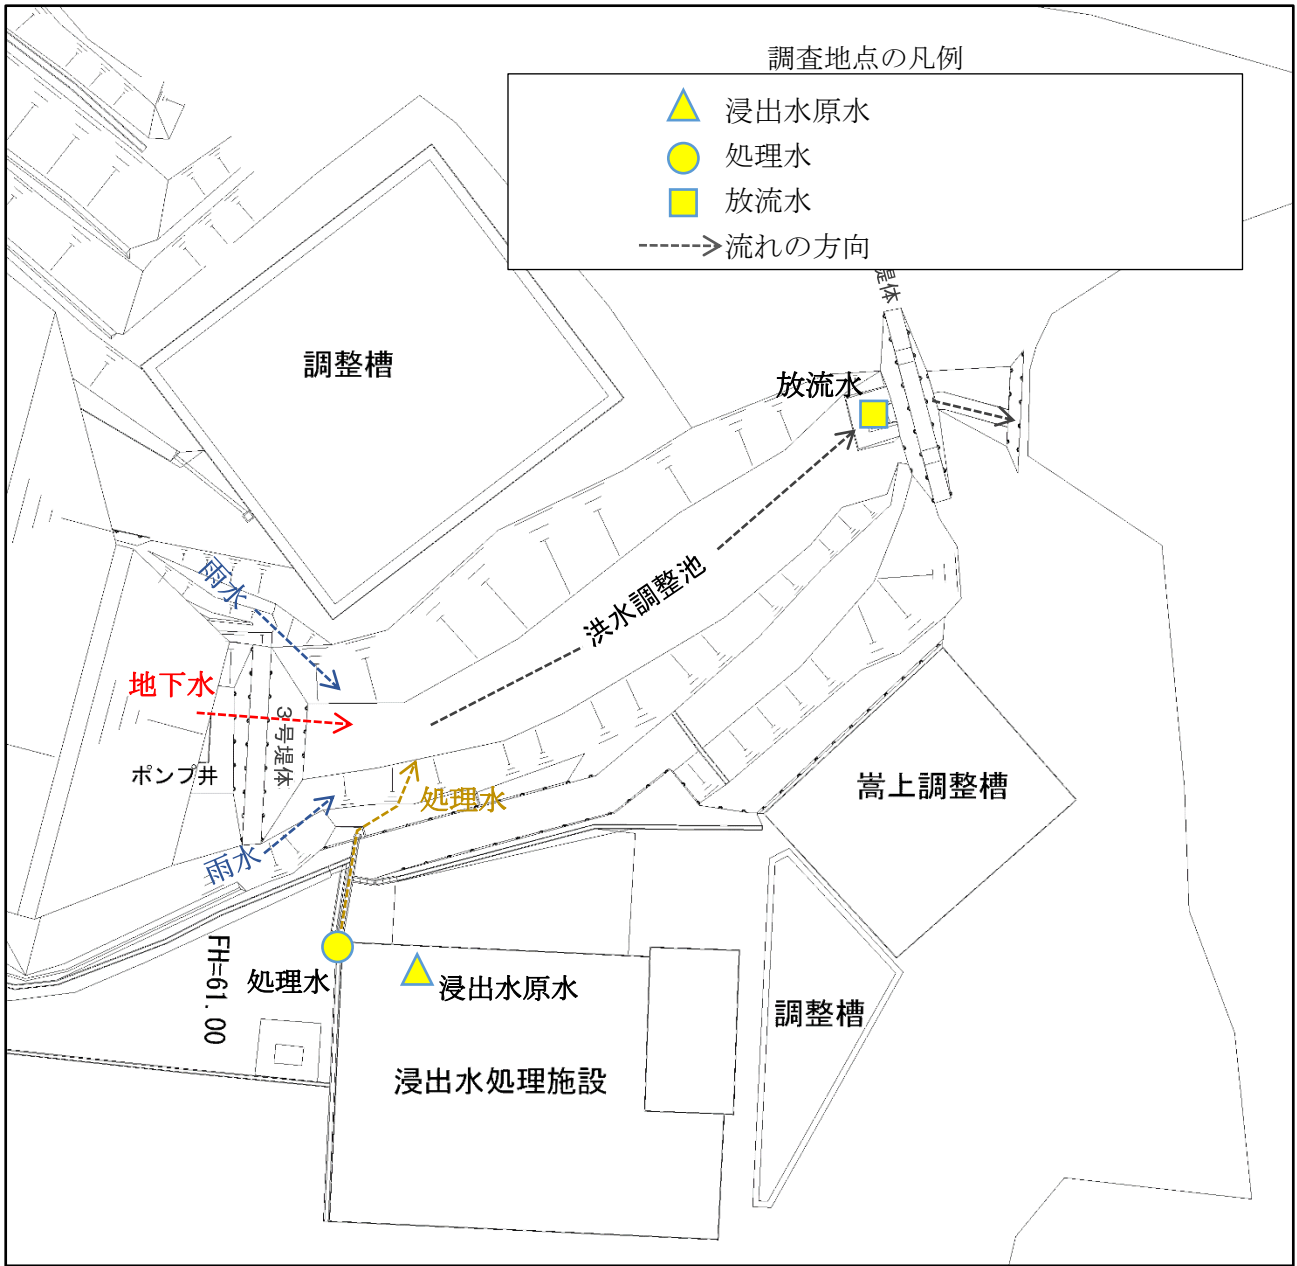 調査地点の凡例
浸出水原水
処理水
放流水
流れの方向
堤体
調整槽
放流水
雨水
洪水調整池
地下水
3号堤体
ポンプ井
処理水
嵩上調整槽
雨水
FH=61.00
処理水
浸出水原水
調整槽
浸出水処理施設